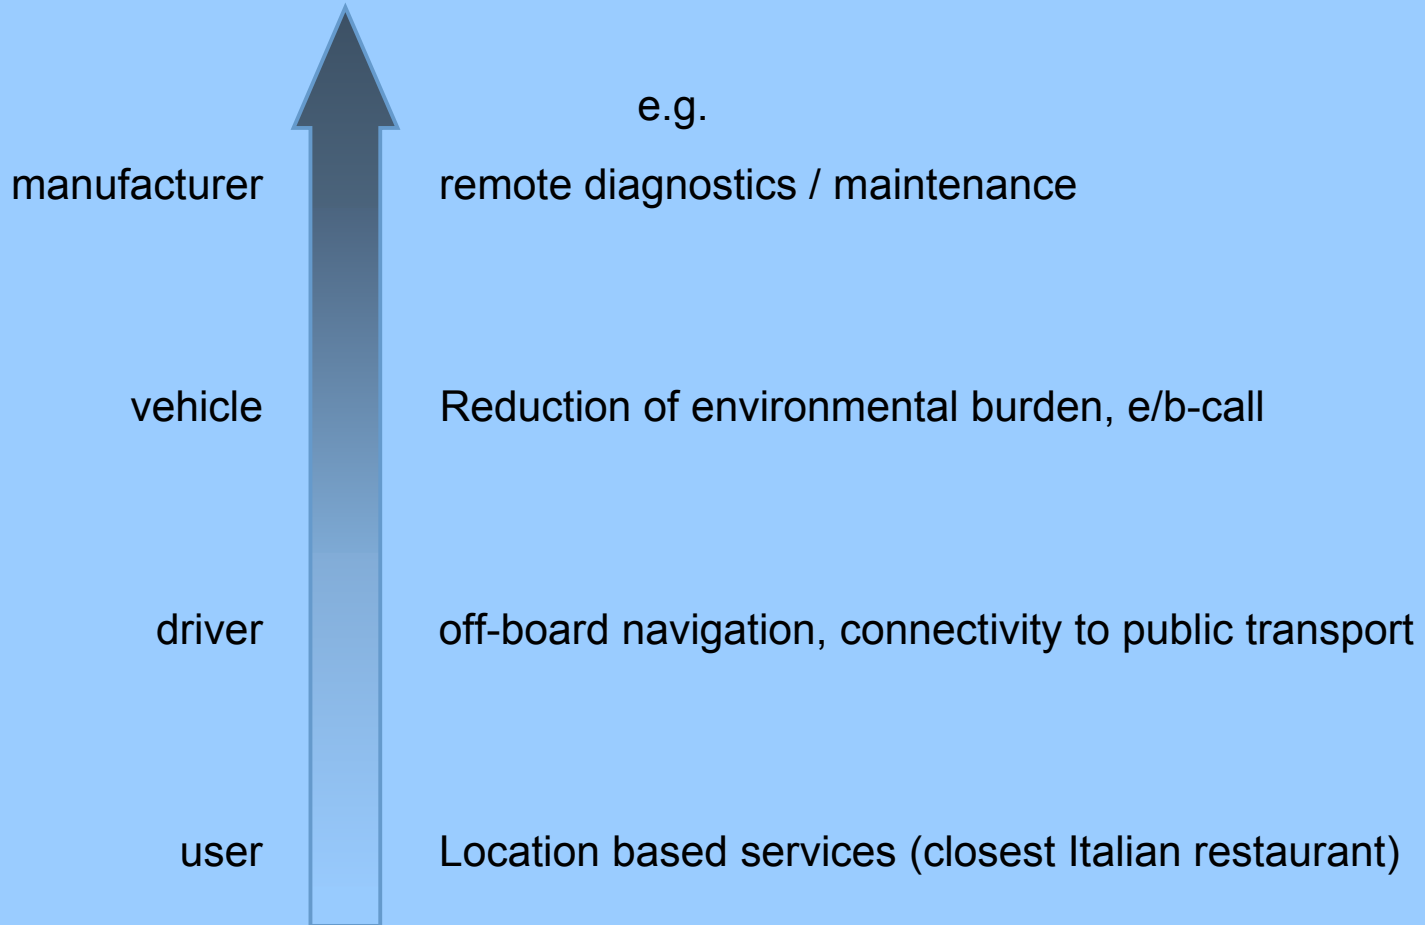 e.g.
manufacturer remote diagnostics / maintenance
vehicle Reduction of environmental burden, e/b-call
driver off-board navigation, connectivity to public transport
user Location based services (closest Italian restaurant)